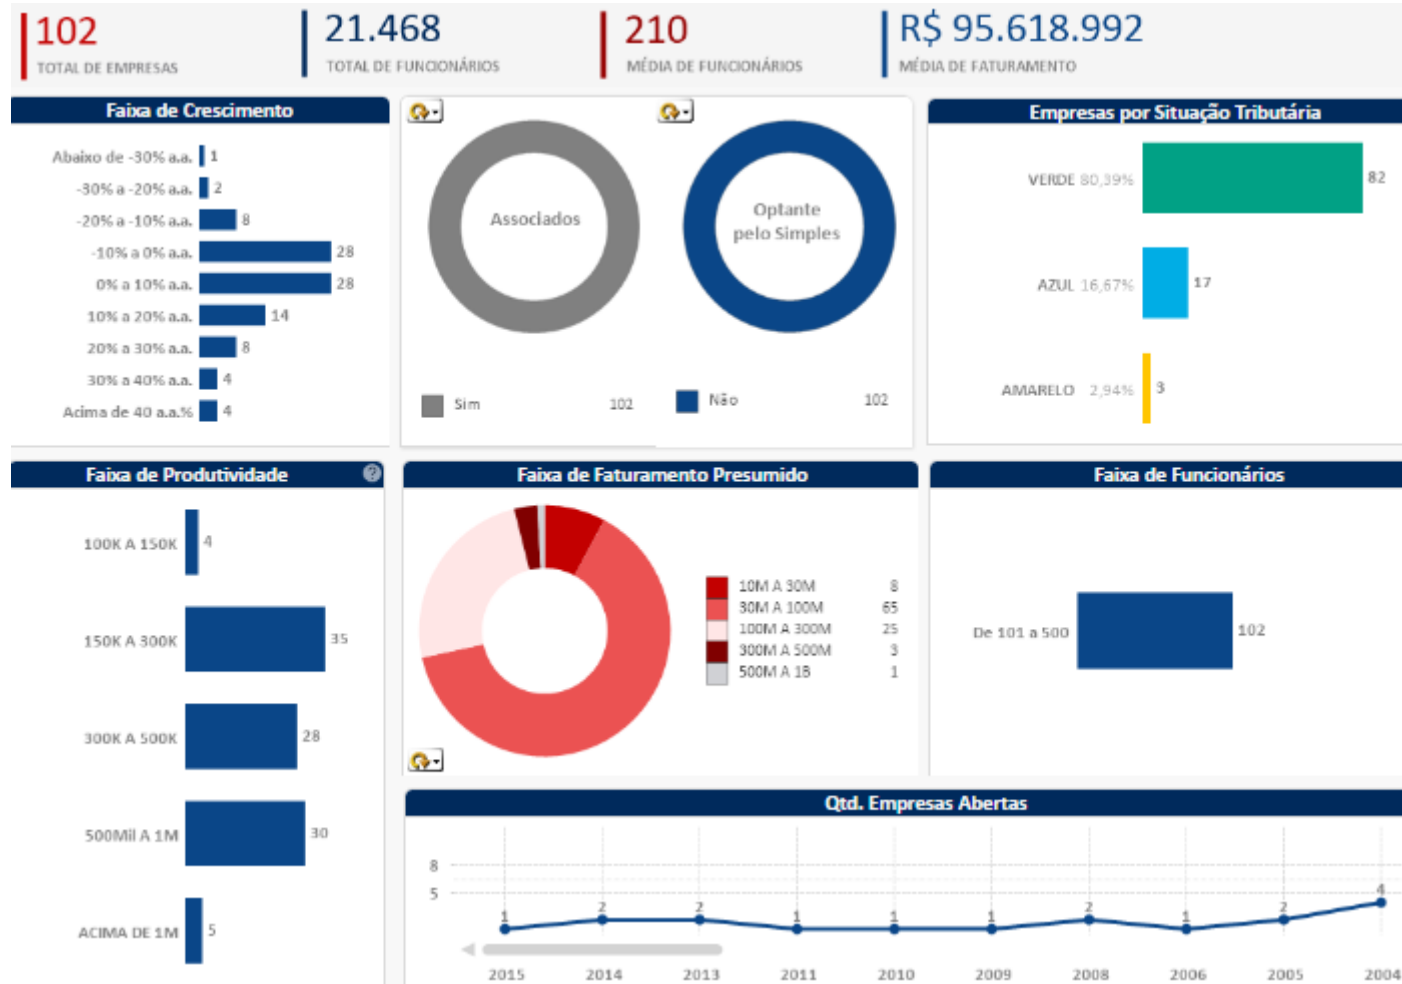 102
TOTAL DE EMPRESAS
21.468
TOTAL DE FUNCIONÁRIOS
210
MÉDIA DE FUNCIONÁRIOS
R$ 95.618.992
MÉDIA DE FATURAMENTO
Faixa de Crescimento
Abaixo de -30% a.a. 1
-30% a -20% a.a. 2
-20% a -10% a.a. 8
-10% a 0% a.a. 28
0% a 10% a.a. 28
10% a 20% a.a. 14
20% a 30% a.a. 8
30% a 40% a.a. 4
Acima de 40 a.a.% 4
Associados
Sim 102
Optante
pelo Simples
Não 102
Empresas por Situação Tributária
VERDE 80,39% 82
AZUL 16,67% 17
AMARELO 2,94% 3
Faixa de Produtividade
?
100K A 150K 4
150K A 300K 35
300K A 500K 28
500Mil A 1M 30
ACIMA DE 1M 5
Faixa de Faturamento Presumido
10M A 30M 8
30M A 100M 65
100M A 300M 25
300M A 500M 3
500M A 1B 1
Faixa de Funcionários
De 101 a 500 102
Qtd. Empresas Abertas
8
5
1 2 2 1 1 1 2 1 2 4
2015 2014 2013 2011 2010 2009 2008 2006 2005 2004